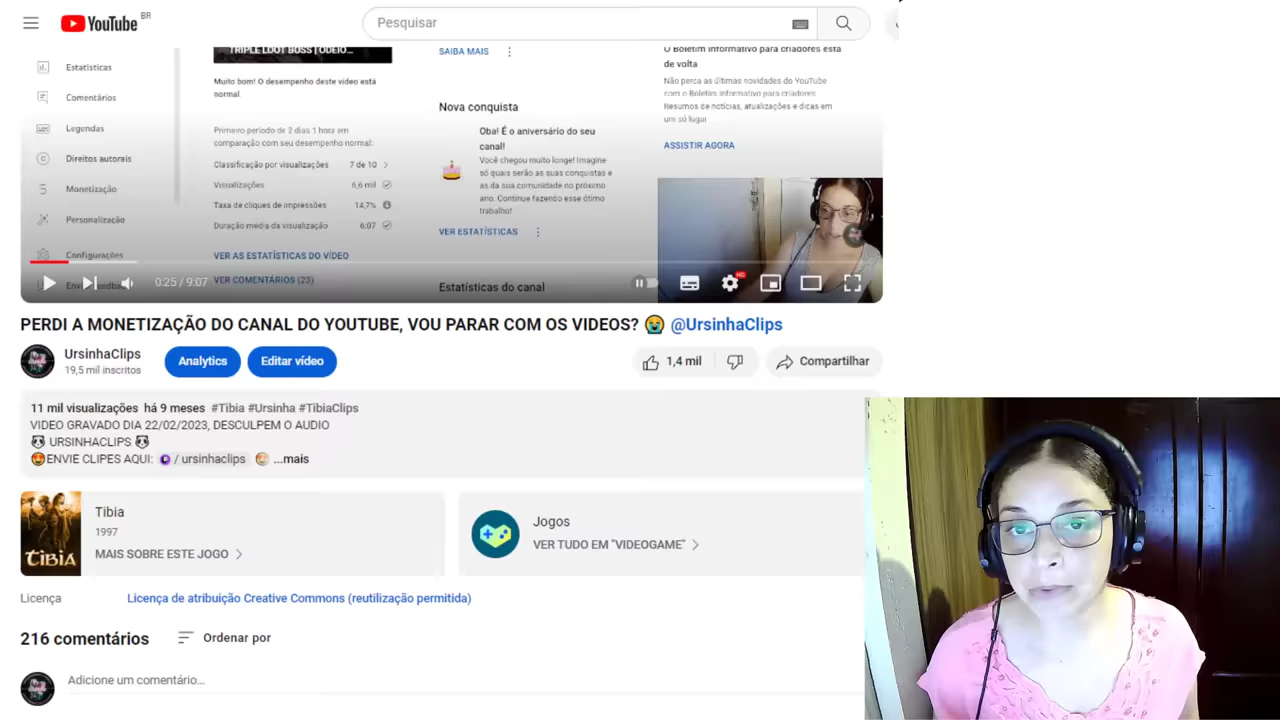 YouTube BR
Pesquisar
TRIPLE LOOT BOSS | ODEIO...
Estatísticas
Comentários
Legendas
Direitos autorais
Monetização
Personalização
Configurações
Muito bom! O desempenho deste vídeo está
normal.
Primeiro período de 2 dias 1 hora em
comparação com seu desempenho normal:
Classificação por visualizações 7 de 10
Visualizações 6,6 mil
Taxa de cliques de impressões 14,7%
Duração média da visualização 6:07
VER AS ESTATÍSTICAS DO VÍDEO
VER COMENTÁRIOS (23)
SAIBA MAIS
Nova conquista
Oba! É o aniversário do seu
canal!
Você chegou muito longe! Imagine
só quais serão as suas conquistas e
as da sua comunidade no próximo
ano. Continue fazendo esse ótimo
trabalho!
VER ESTATÍSTICAS
Estatísticas do canal
O Boletim informativo para criadores está
de volta
Não perca as últimas novidades do YouTube
com o Boletim informativo para criadores
Resumos de notícias, atualizações e dicas em
um só lugar
ASSISTIR AGORA
0:25 / 9:07
HD
PERDI A MONETIZAÇÃO DO CANAL DO YOUTUBE, VOU PARAR COM OS VIDEOS? 😭 @UrsinhaClips
UrsinhaClips
19,5 mil inscritos
Analytics
Editar vídeo
1,4 mil
Compartilhar
11 mil visualizações há 9 meses #Tibia #Ursinha #TibiaClips
VIDEO GRAVADO DIA 22/02/2023, DESCULPEM O AUDIO
🐼 URSINHACLIPS 🐼
🤩ENVIE CLIPES AQUI: / ursinhaclips ...mais
TIBIA
Tibia
1997
MAIS SOBRE ESTE JOGO
Jogos
VER TUDO EM "VIDEOGAME"
Licença Licença de atribuição Creative Commons (reutilização permitida)
216 comentários Ordenar por
Adicione um comentário...